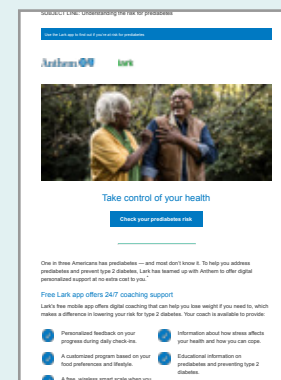 SUBJECT LINE: Understanding the risk for prediabetes
Use the Lark app to find out if you're at risk for prediabetes
Anthem
lark
Take control of your health
Check your prediabetes risk
One in three Americans has prediabetes — and most don't know it. To help you address
prediabetes and prevent type 2 diabetes, Lark has teamed up with Anthem to offer digital
personalized support at no extra cost to you.*
Free Lark app offers 24/7 coaching support
Lark's free mobile app offers digital coaching that can help you lose weight if you need to, which
makes a difference in lowering your risk for type 2 diabetes. Your coach is available to provide:
Personalized feedback on your
progress during daily check-ins.
Information about how stress affects
your health and how you can cope.
A customized program based on your
food preferences and lifestyle.
Educational information on
prediabetes and preventing type 2
diabetes.
A free, wireless smart scale when you